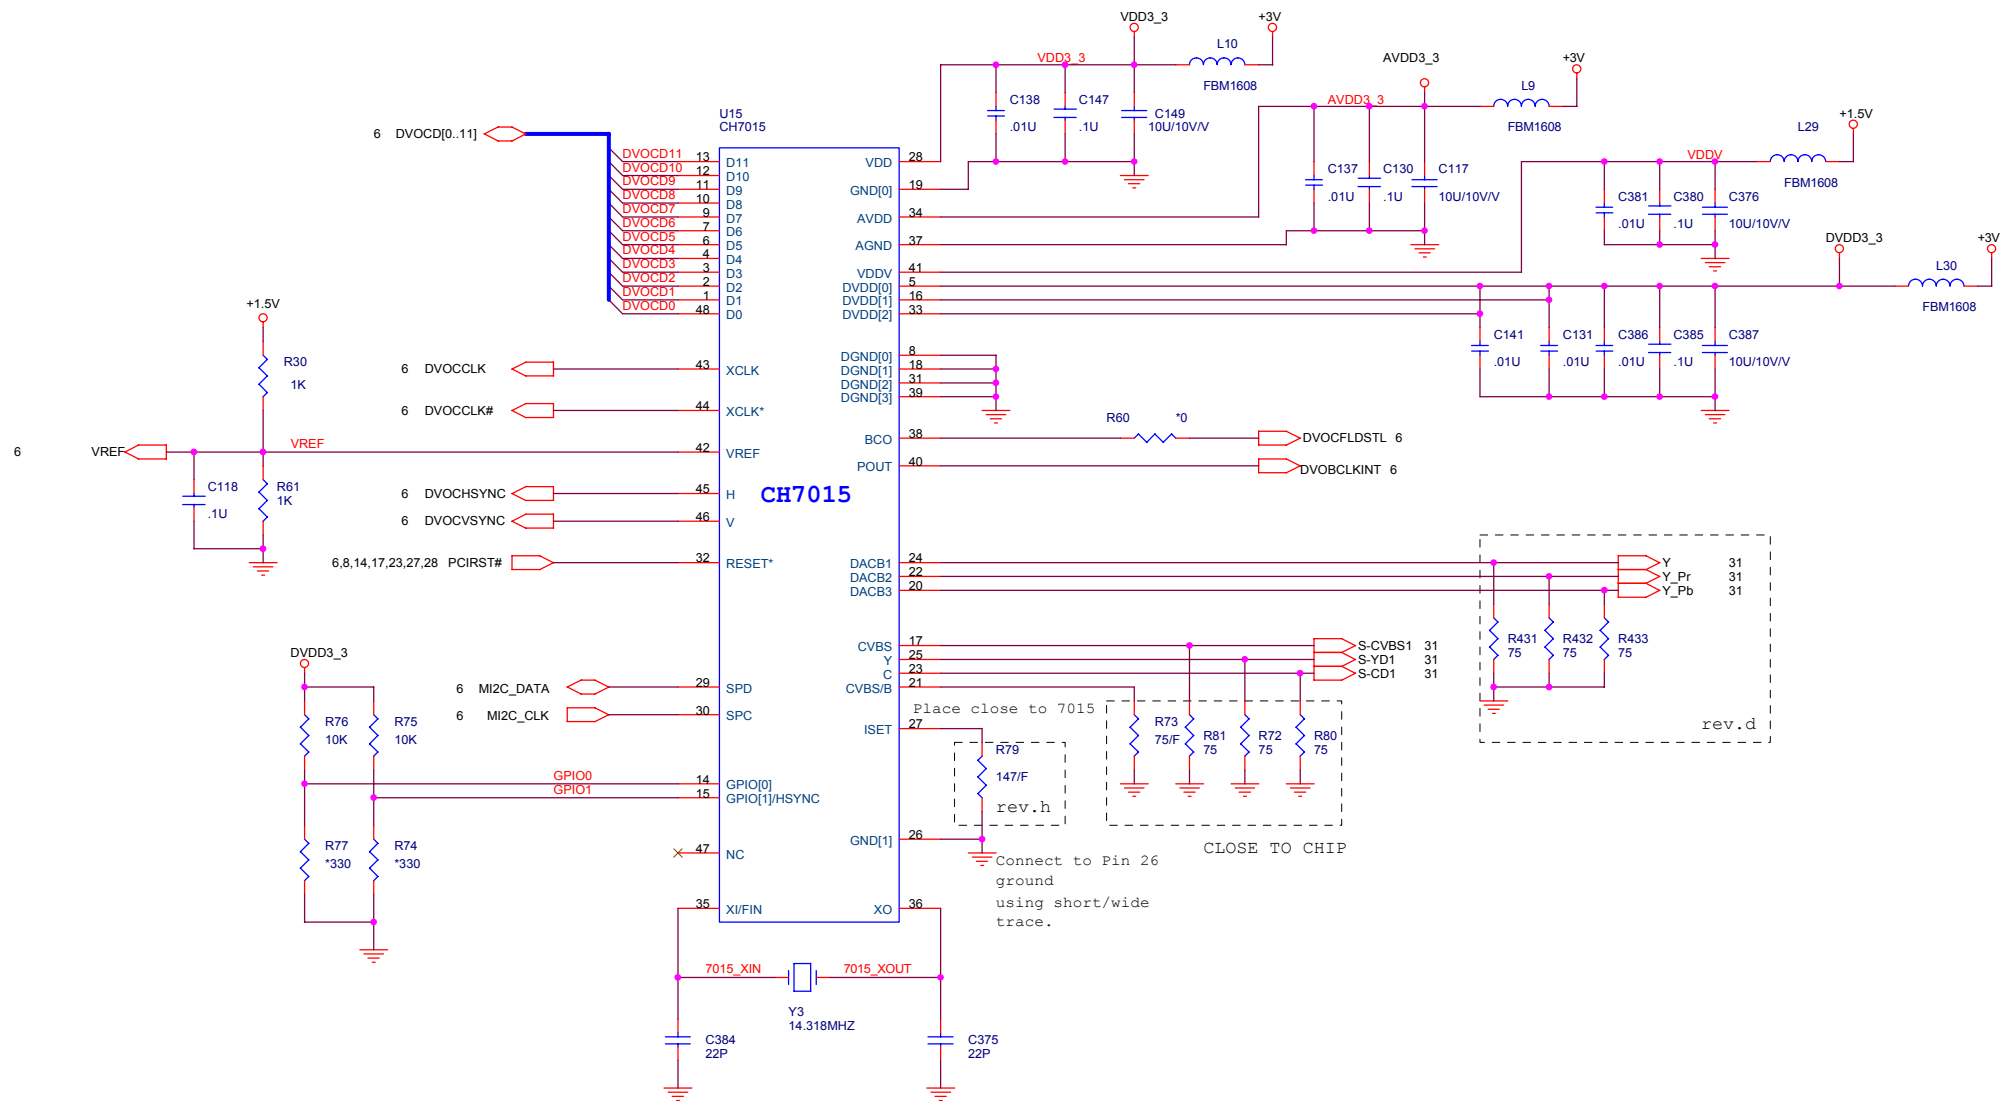 VDD3_3
+3V
VDD3_3
L10
FBM1608
C138
.01U
C147
.1U
C149
10U/10V/V
AVDD3_3
+3V
AVDD3_3
L9
FBM1608
C137
.01U
C130
.1U
C117
10U/10V/V
+1.5V
L29
VDDV
FBM1608
C381
.01U
C380
.1U
C376
10U/10V/V
DVDD3_3
+3V
L30
FBM1608
C141
.01U
C131
.01U
C386
.01U
C385
.1U
C387
10U/10V/V
U15
CH7015
6 DVOCD[0..11]
DVOCD11 13 D11
DVOCD10 12 D10
DVOCD9 11 D9
DVOCD8 10 D8
DVOCD7 9 D7
DVOCD6 7 D6
DVOCD5 6 D5
DVOCD4 4 D4
DVOCD3 3 D3
DVOCD2 2 D2
DVOCD1 1 D1
DVOCD0 48 D0
VDD 28
GND[0] 19
AVDD 34
AGND 37
VDDV 41
DVDD[0] 5
DVDD[1] 16
DVDD[2] 33
DGND[0] 8
DGND[1] 18
DGND[2] 31
DGND[3] 39
+1.5V
R30
1K
6 DVOCCLK 43 XCLK
6 DVOCCLK# 44 XCLK*
6 VREF VREF 42 VREF
C118
.1U
R61
1K
6 DVOCHSYNC 45 H
6 DVOCVSYNC 46 V
6,8,14,17,23,27,28 PCIRST# 32 RESET*
CH7015
BCO 38 R60 *0 DVOCFLDSTL 6
POUT 40 DVOBCLKINT 6
DACB1 24 Y 31
DACB2 22 Y_Pr 31
DACB3 20 Y_Pb 31
R431
75
R432
75
R433
75
rev.d
CVBS 17 S-CVBS1 31
Y 25 S-YD1 31
C 23 S-CD1 31
CVBS/B 21
Place close to 7015
R73
75/F
R81
75
R72
75
R80
75
CLOSE TO CHIP
ISET 27
R79
147/F
rev.h
GND[1] 26
Connect to Pin 26
ground
using short/wide
trace.
DVDD3_3
6 MI2C_DATA 29 SPD
6 MI2C_CLK 30 SPC
R76
10K
R75
10K
GPIO0 14 GPIO[0]
GPIO1 15 GPIO[1]/HSYNC
R77
*330
R74
*330
47 NC
35 XI/FIN
XO 36
7015_XIN
7015_XOUT
Y3
14.318MHZ
C384
22P
C375
22P